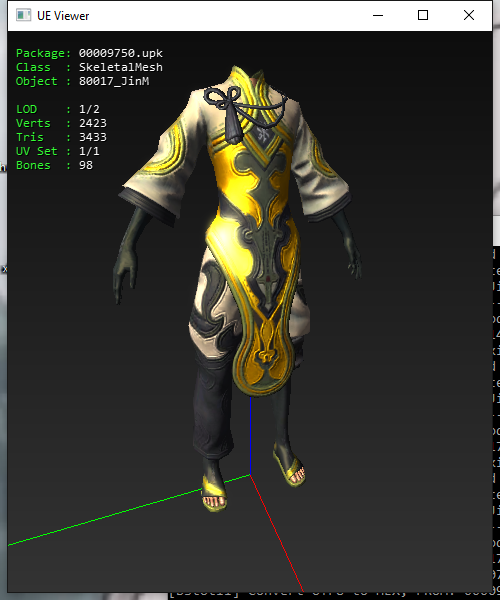 UE Viewer
Package: 00009750.upk
Class : SkeletalMesh
Object : 80017_JinM
LOD : 1/2
Verts : 2423
Tris : 3433
UV Set : 1/1
Bones : 98